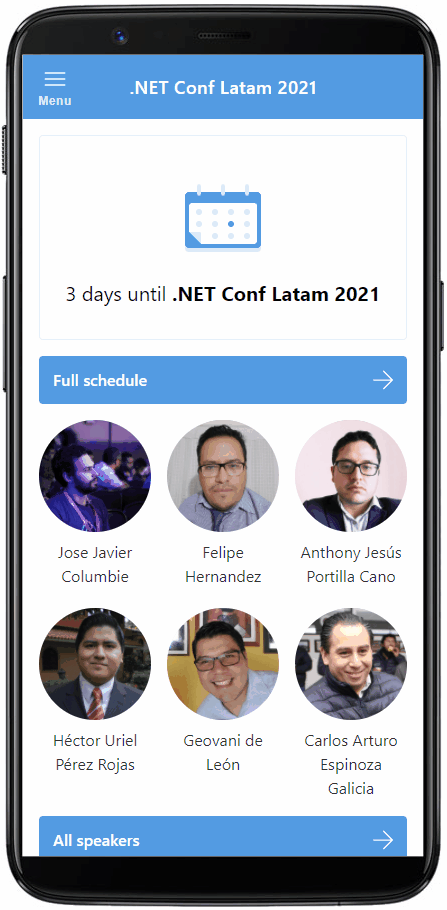 Menu
.NET Conf Latam 2021
3 days until .NET Conf Latam 2021
Full schedule
Jose Javier
Columbie
Felipe
Hernandez
Anthony Jesús
Portilla Cano
Héctor Uriel
Pérez Rojas
Geovani de
León
Carlos Arturo
Espinoza
Galicia
All speakers